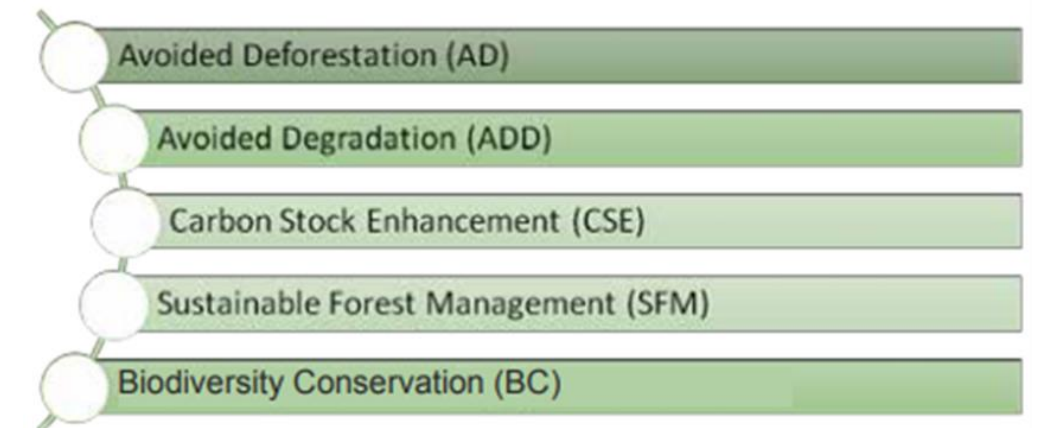 Avoided Deforestation (AD)
Avoided Degradation (ADD)
Carbon Stock Enhancement (CSE)
Sustainable Forest Management (SFM)
Biodiversity Conservation (BC)